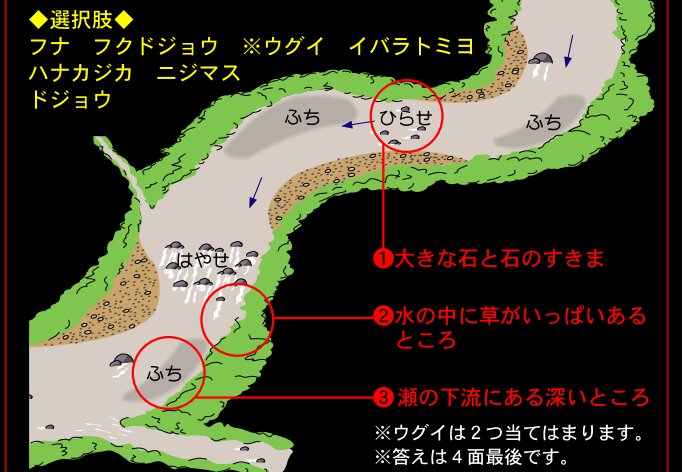 ◆選択肢◆
フナ　フクドジョウ　※ウグイ　イバラトミヨ
ハナカジカ　ニジマス
ドジョウ
ふち
ひらせ
ふち
はやせ
❶大きな石と石のすきま
❷水の中に草がいっぱいある
ところ
ふち
❸瀬の下流にある深いところ
※ウグイは２つ当てはまります。
※答えは４面最後です。